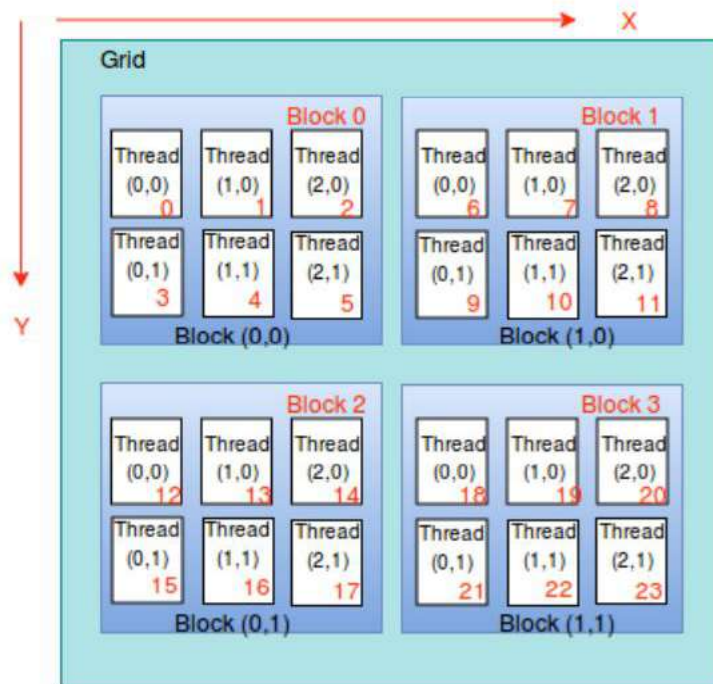 X
Y
Grid
Block 0
Thread Thread Thread
(0,0) (1,0) (2,0)
0 1 2
Thread Thread Thread
(0,1) (1,1) (2,1)
3 4 5
Block (0,0)
Block 1
Thread Thread Thread
(0,0) (1,0) (2,0)
6 7 8
Thread Thread Thread
(0,1) (1,1) (2,1)
9 10 11
Block (1,0)
Block 2
Thread Thread Thread
(0,0) (1,0) (2,0)
12 13 14
Thread Thread Thread
(0,1) (1,1) (2,1)
15 16 17
Block (0,1)
Block 3
Thread Thread Thread
(0,0) (1,0) (2,0)
18 19 20
Thread Thread Thread
(0,1) (1,1) (2,1)
21 22 23
Block (1,1)